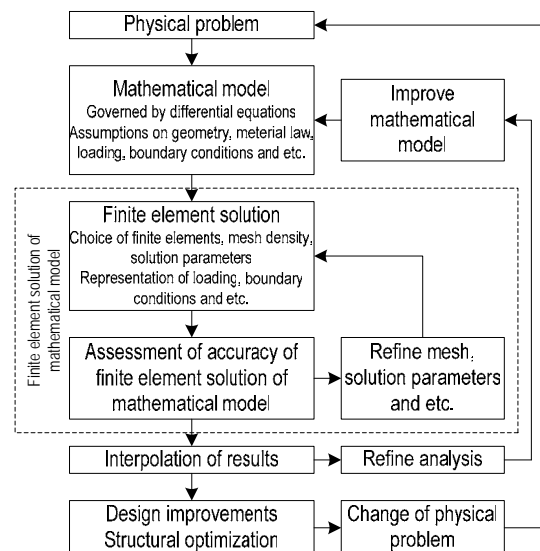 Physical problem
Mathematical model
Governed by differential equations
Assumptions on geometry, meterial law,
loading, boundary conditions and etc.
Improve
mathematical
model
Finite element solution of
mathematical model
Finite element solution
Choice of finite elements, mesh density,
solution parameters
Representation of loading, boundary
conditions and etc.
Assessment of accuracy of
finite element solution of
mathematical model
Refine mesh,
solution parameters
and etc.
Interpolation of results
Refine analysis
Design improvements
Structural optimization
Change of physical
problem